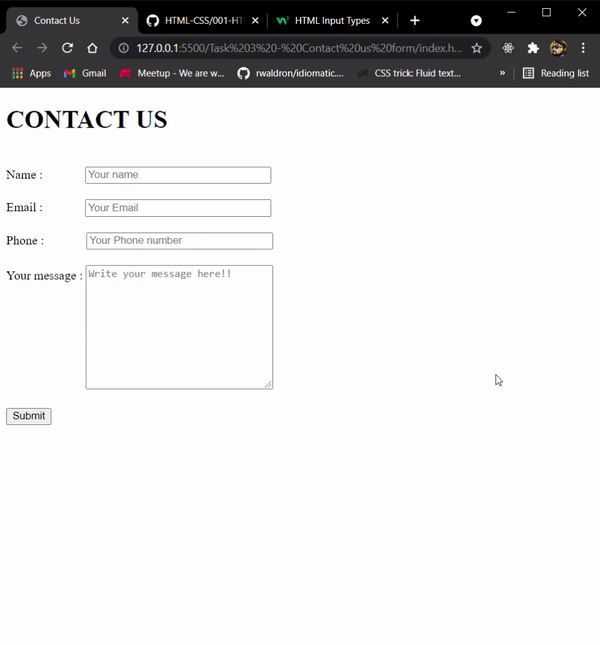 Contact Us
HTML-CSS/001-HT
HTML Input Types
127.0.0.1:5500/Task%203%20-%20Contact%20us%20form/index.h...
Apps
Gmail
Meetup - We are w...
rwaldron/idiomatic....
CSS trick: Fluid text...
»
Reading list
CONTACT US
Name :
Your name
Email :
Your Email
Phone :
Your Phone number
Your message :
Write your message here!!
Submit